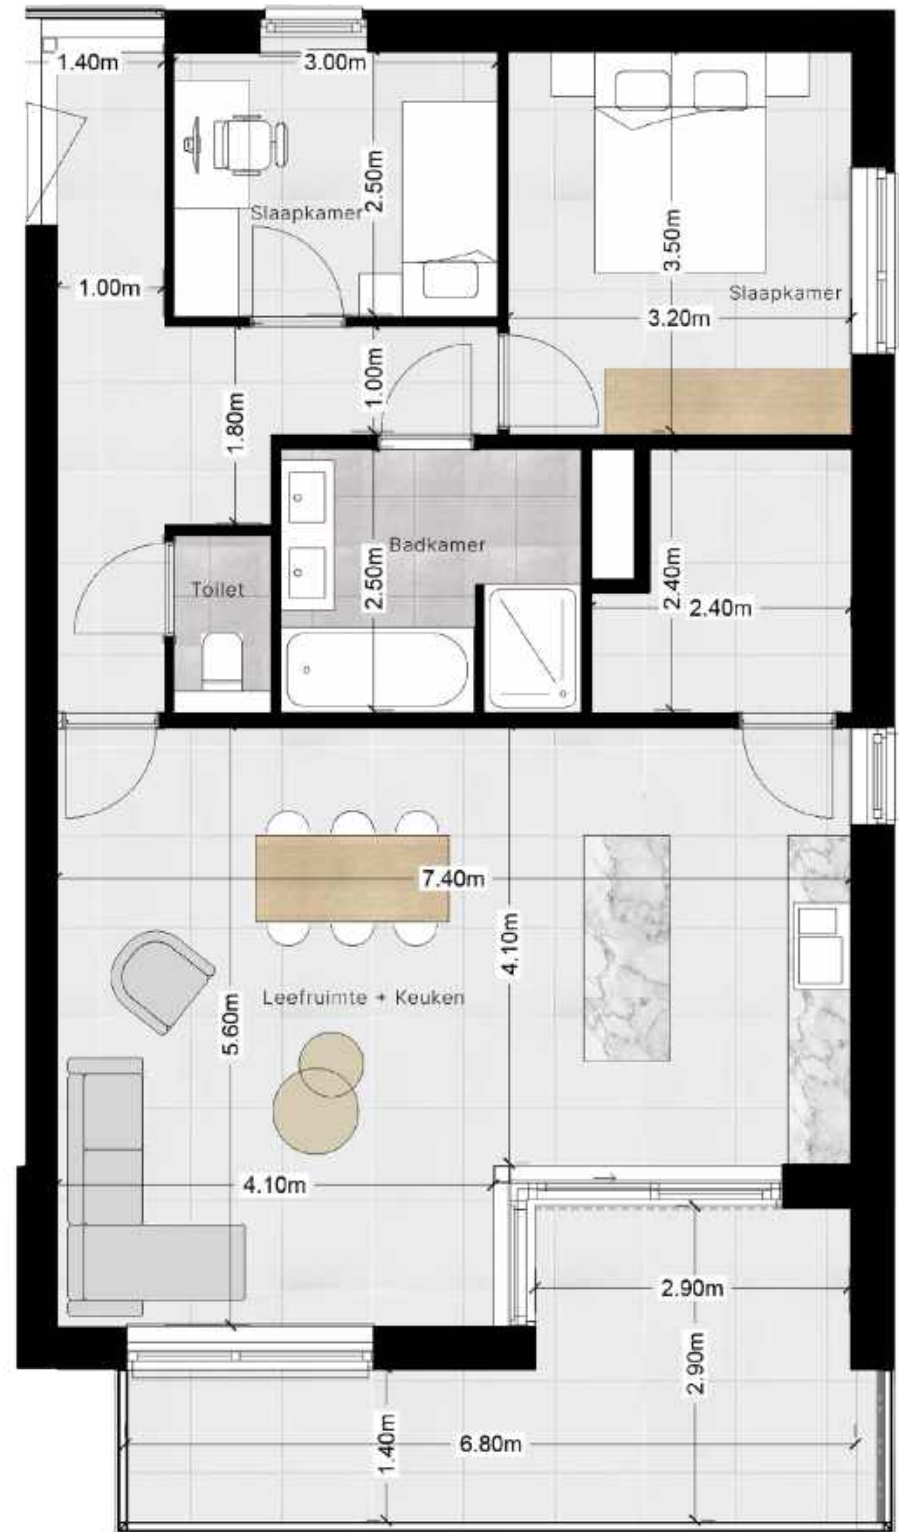 1.40m
3.00m
2.50m
Slaapkamer
3.50m
1.00m
Slaapkamer
3.20m
1.00m
1.80m
Badkamer
2.50m
Toilet
2.40m
2.40m
7.40m
4.10m
Leefruimte + Keuken
5.60m
4.10m
2.90m
2.90m
1.40m
6.80m